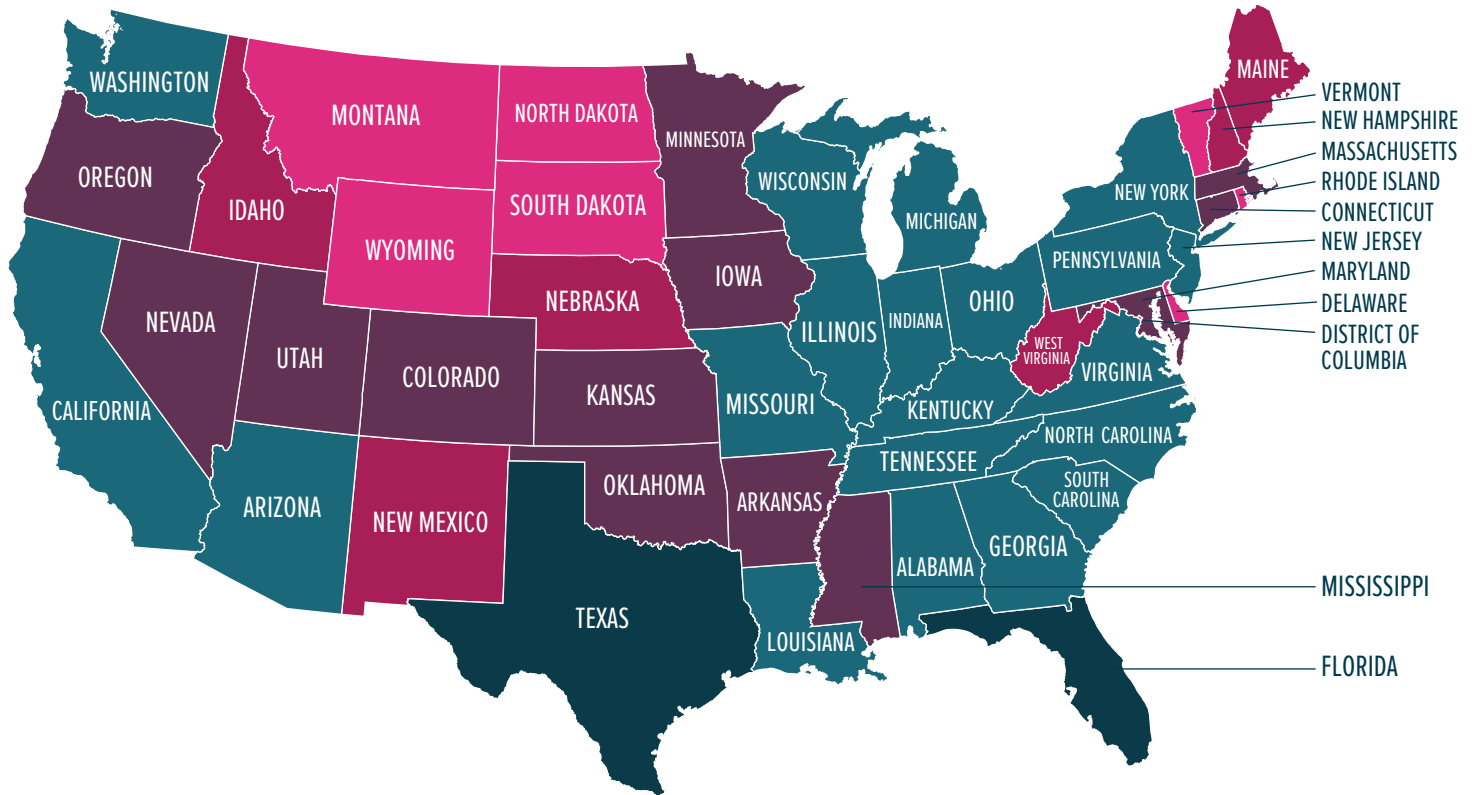 WASHINGTON
OREGON
CALIFORNIA
NEVADA
IDAHO
MONTANA
WYOMING
UTAH
COLORADO
ARIZONA
NEW MEXICO
NORTH DAKOTA
SOUTH DAKOTA
NEBRASKA
KANSAS
OKLAHOMA
TEXAS
MINNESOTA
IOWA
MISSOURI
ARKANSAS
LOUISIANA
WISCONSIN
ILLINOIS
MICHIGAN
INDIANA
OHIO
KENTUCKY
TENNESSEE
ALABAMA
GEORGIA
SOUTH
CAROLINA
NORTH CAROLINA
VIRGINIA
WEST
VIRGINIA
PENNSYLVANIA
NEW YORK
MAINE
VERMONT
NEW HAMPSHIRE
MASSACHUSETTS
RHODE ISLAND
CONNECTICUT
NEW JERSEY
MARYLAND
DELAWARE
DISTRICT OF
COLUMBIA
MISSISSIPPI
FLORIDA